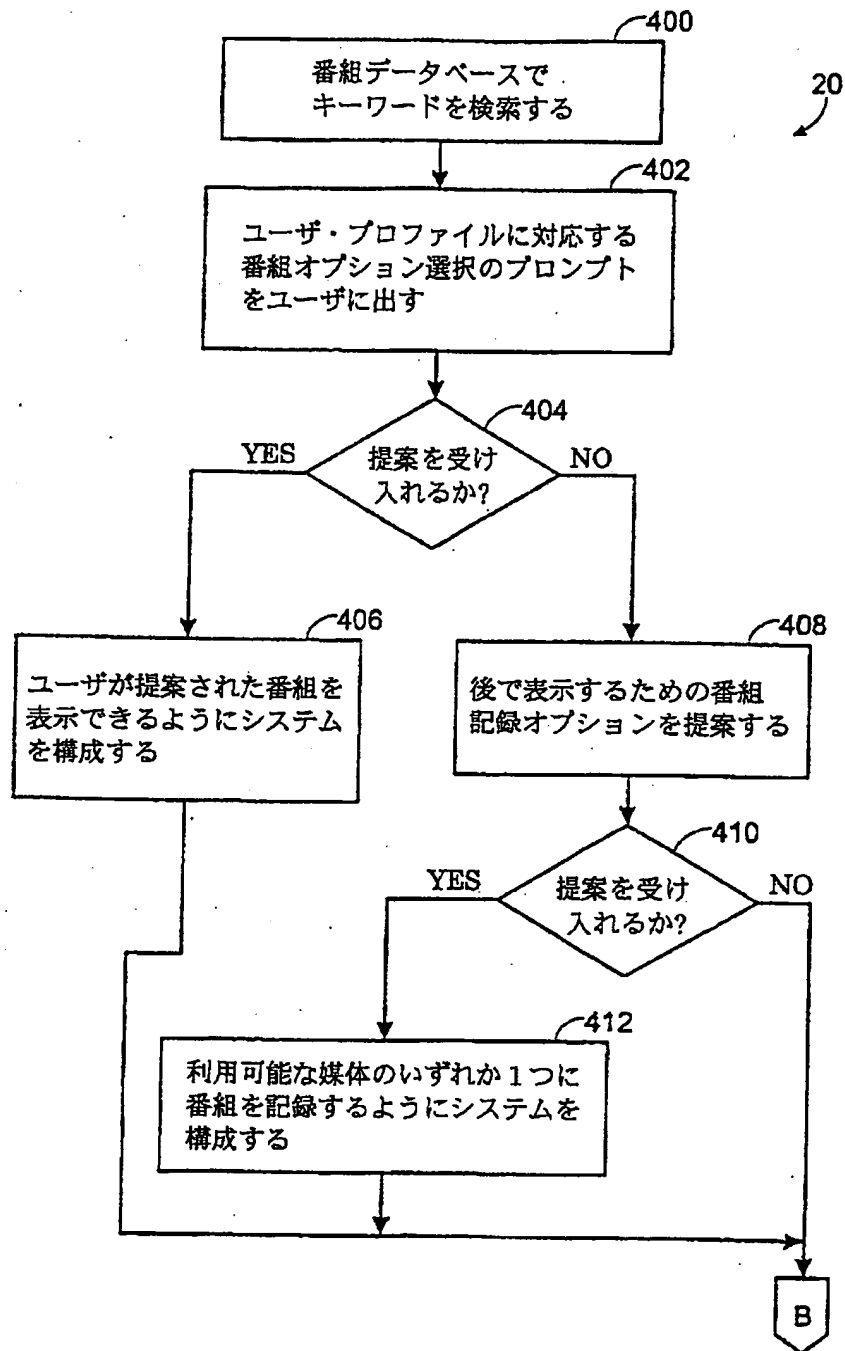 400
番組データベースで
キーワードを検索する
20
402
ユーザ・プロファイルに対応する
番組オプション選択のプロンプト
をユーザに出す
404
YES
提案を受け
入れるか?
NO
406
ユーザが提案された番組を
表示できるようにシステム
を構成する
408
後で表示するための番組
記録オプションを提案する
410
YES
提案を受け
入れるか?
NO
412
利用可能な媒体のいずれか1つに
番組を記録するようにシステムを
構成する
B